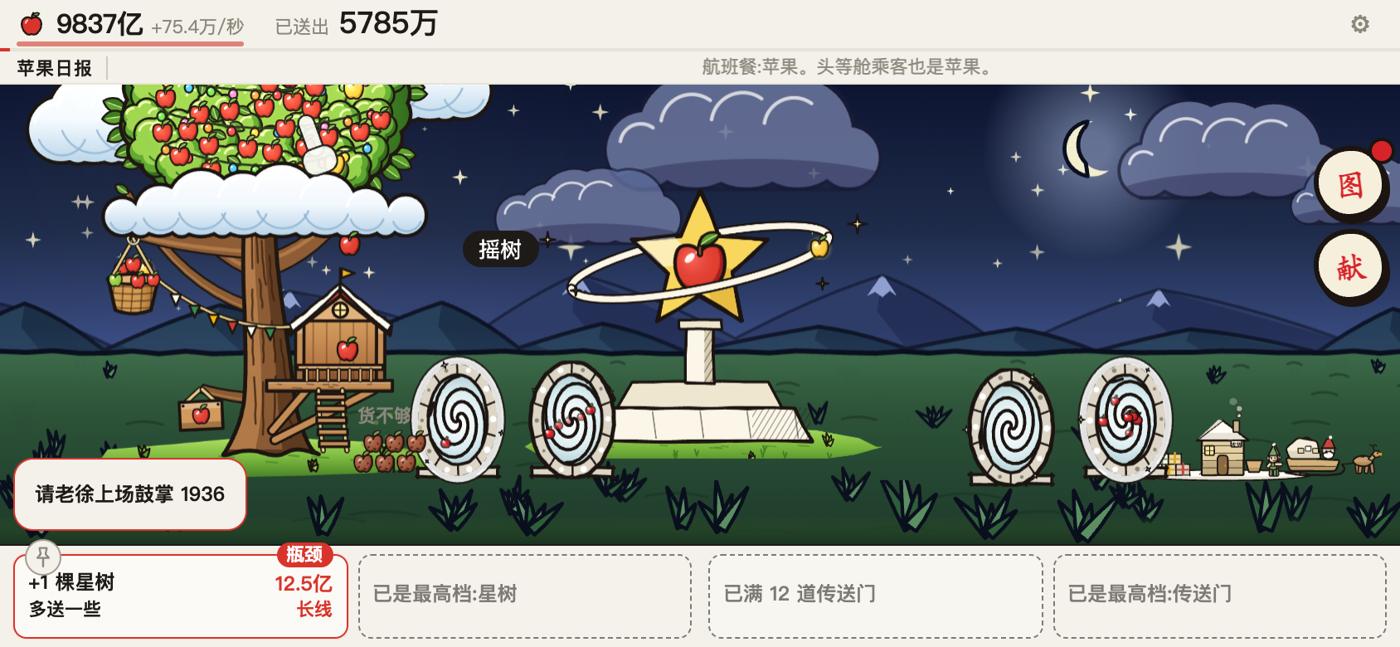 9837亿 +75.4万/秒 已送出 5785万
苹果日报
航班餐:苹果。头等舱乘客也是苹果。
图
献
摇树
货不够
请老徐上场鼓掌 1936
瓶颈
+1 棵星树 12.5亿
多送一些 长线
已是最高档:星树
已满 12 道传送门
已是最高档:传送门